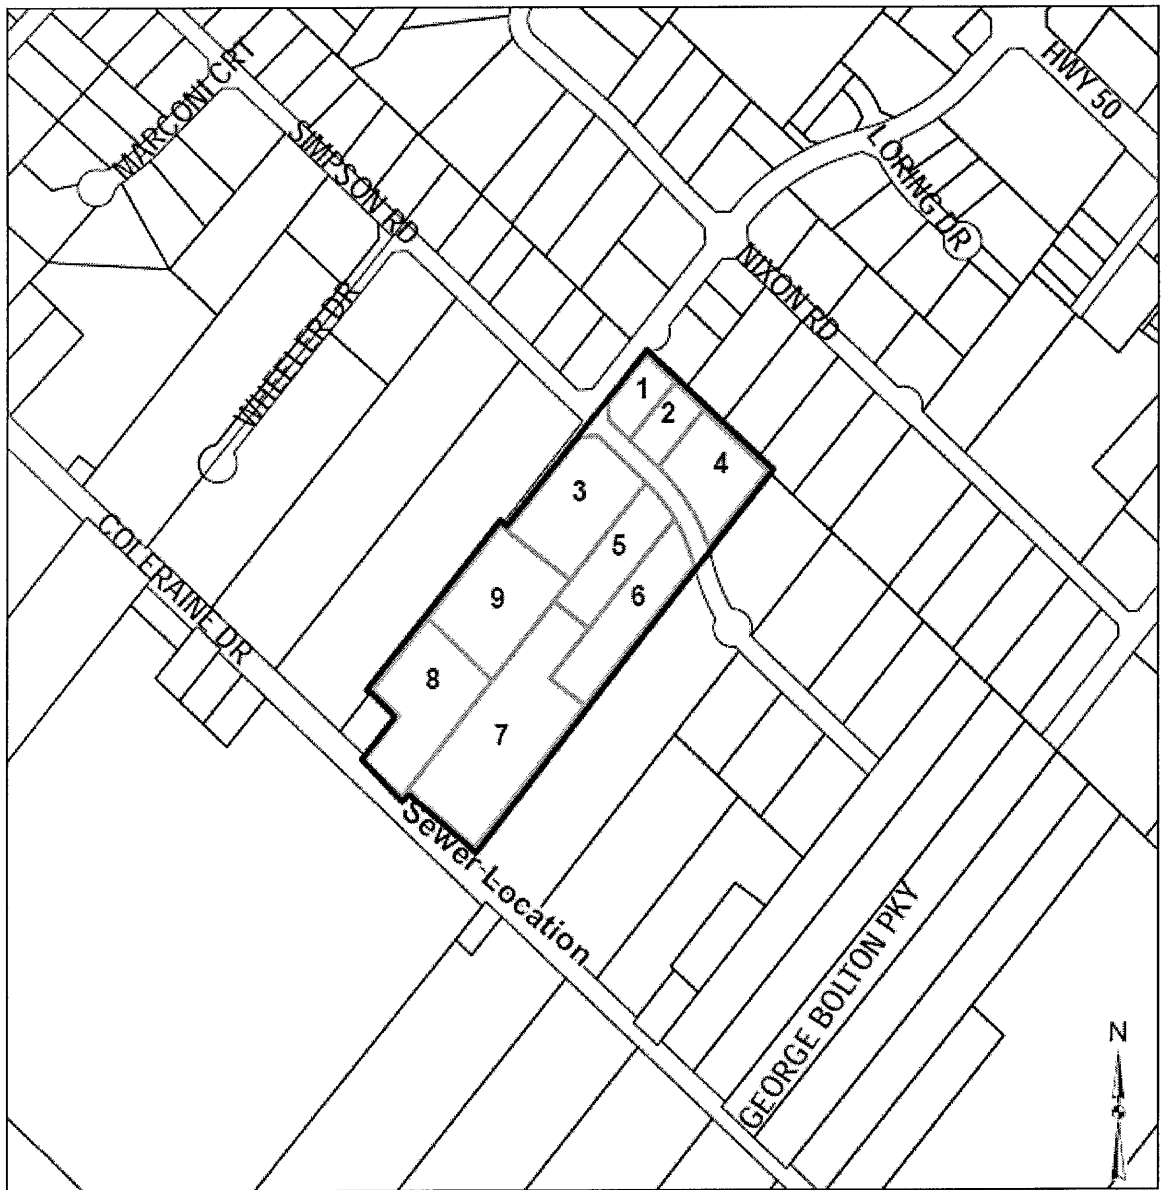 HWY 50
MARCONI CRT
SIMPSON RD
LORING DR
NIXON RD
WHEELER DR
1
2
4
3
5
9
6
8
7
COLERAINE DR
Sewer Location
GEORGE BOLTON PKY
N